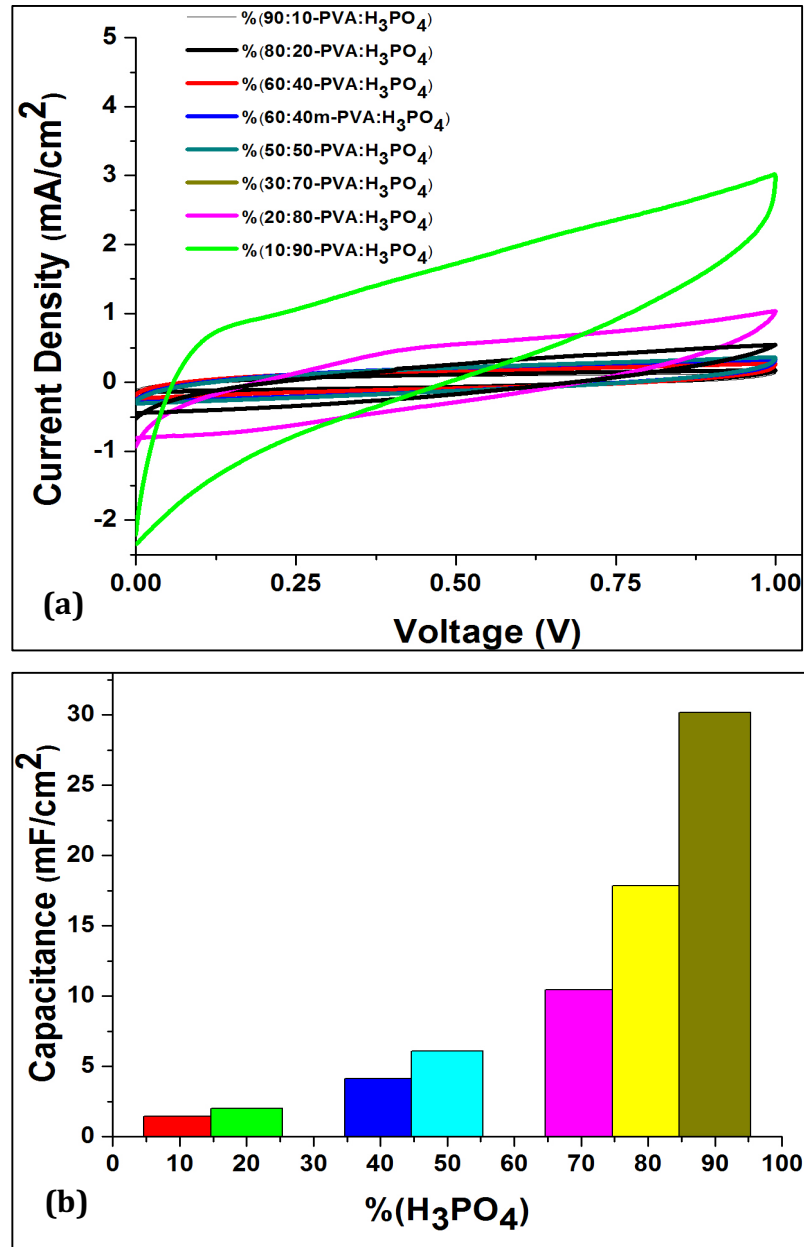 %(90:10-PVA:H₃PO₄)
%(80:20-PVA:H₃PO₄)
%(60:40-PVA:H₃PO₄)
%(60:40m-PVA:H₃PO₄)
%(50:50-PVA:H₃PO₄)
%(30:70-PVA:H₃PO₄)
%(20:80-PVA:H₃PO₄)
%(10:90-PVA:H₃PO₄)
Current Density (mA/cm²)
5
4
3
2
1
0
-1
-2
0.00 0.25 0.50 0.75 1.00
(a)
Voltage (V)
Capacitance (mF/cm²)
30
25
20
15
10
5
0
0 10 20 30 40 50 60 70 80 90 100
(b)
%(H₃PO₄)